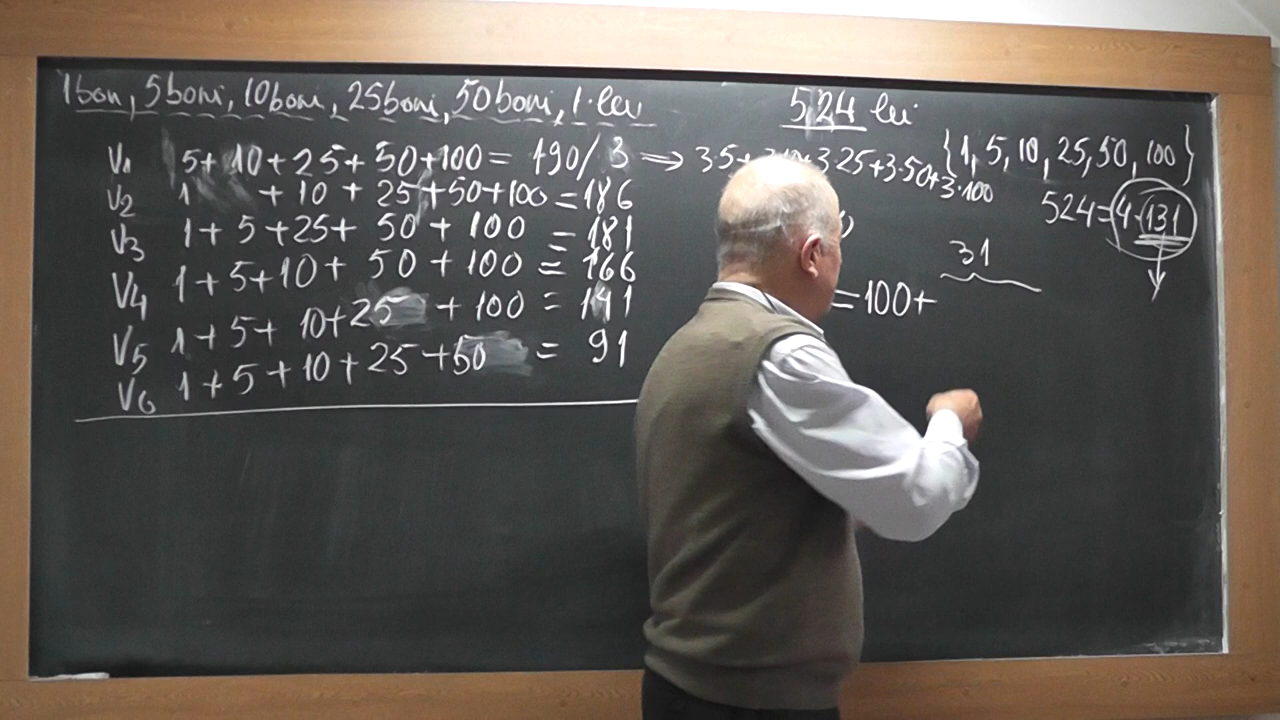 1ban, 5bani, 10bani, 25bani, 50bani, 1 leu
5,24 lei
V1 5+10+25+50+100=190/3 => 3·5+3·10+3·25+3·50+3·100
{1, 5, 10, 25, 50, 100}
V2 1 +10+25+50+100=186
V3 1+5+25+50+100=181
V4 1+5+10+50+100=166
V5 1+5+10+25+100=141
V6 1+5+10+25+50=91
524=4·131
31
=100+